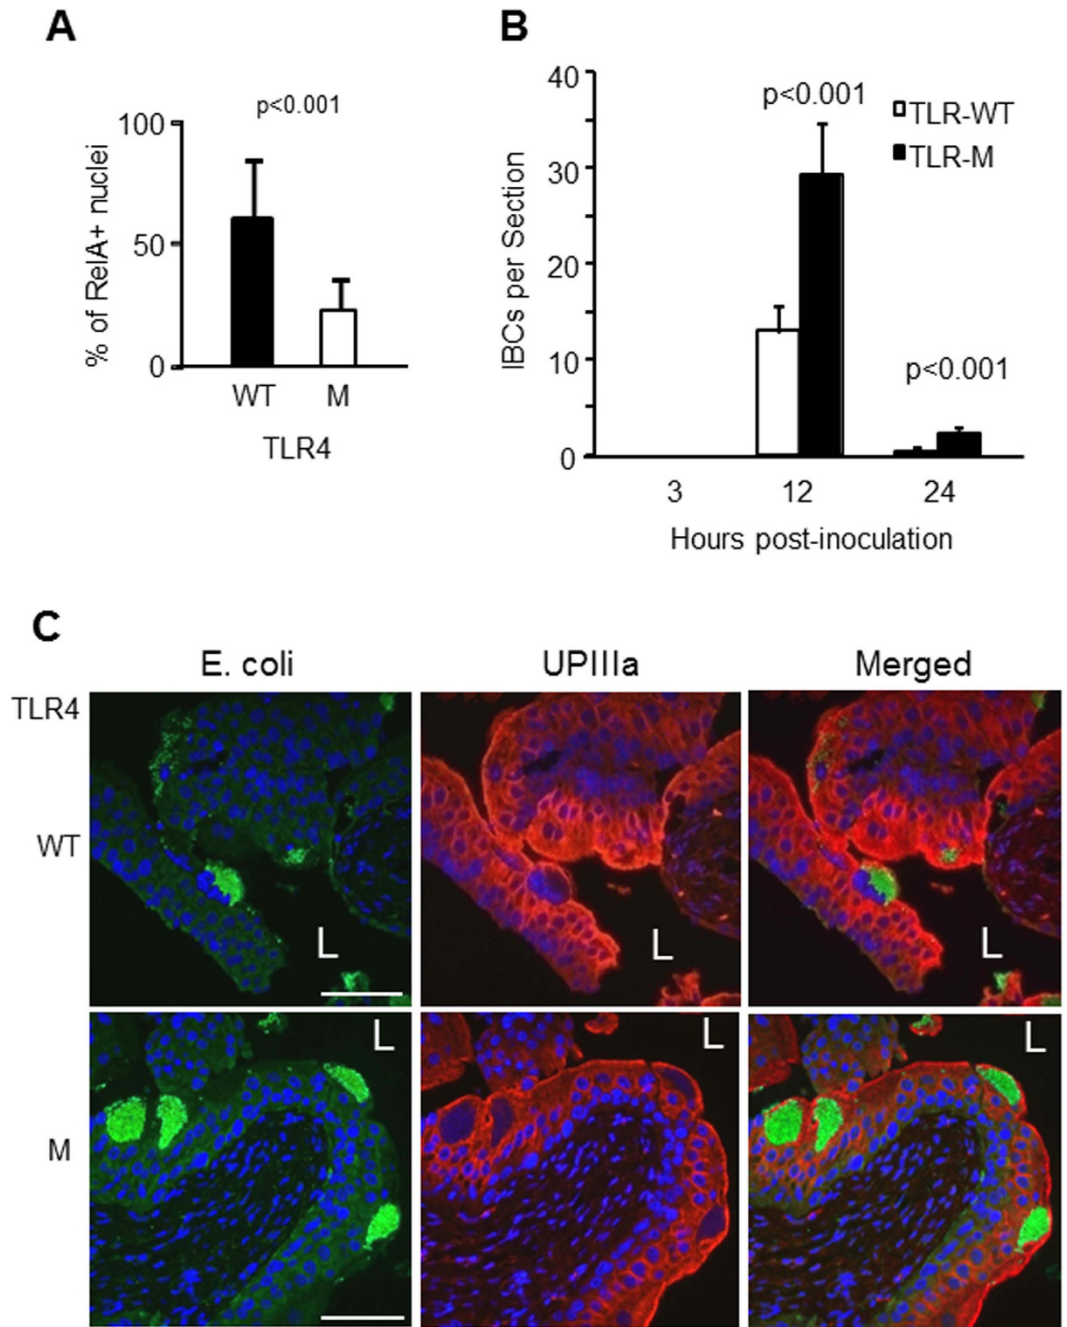 A
p<0.001
100
50
0
% of RelA+ nuclei
WT M
TLR4
B
40
30
20
10
0
IBCs per Section
p<0.001
p<0.001
TLR-WT
TLR-M
3 12 24
Hours post-inoculation
C
E. coli UPIIIa Merged
TLR4
WT
L L L
M
L L L